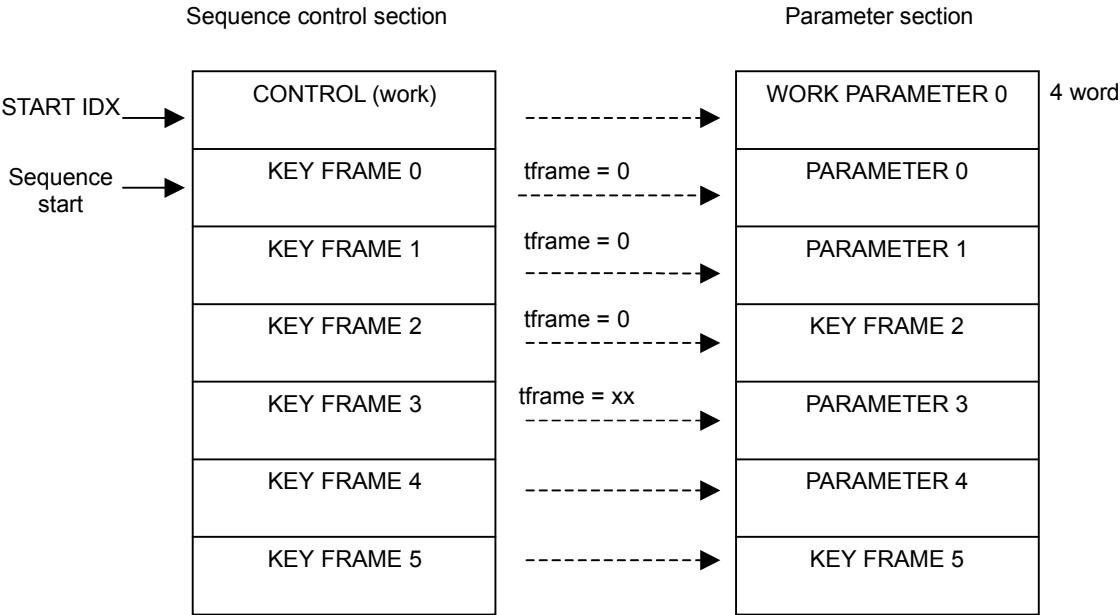 Sequence control section
Parameter section
START IDX
CONTROL (work)
WORK PARAMETER 0
4 word
Sequence
start
KEY FRAME 0
tframe = 0
PARAMETER 0
KEY FRAME 1
tframe = 0
PARAMETER 1
KEY FRAME 2
tframe = 0
KEY FRAME 2
KEY FRAME 3
tframe = xx
PARAMETER 3
KEY FRAME 4
PARAMETER 4
KEY FRAME 5
KEY FRAME 5